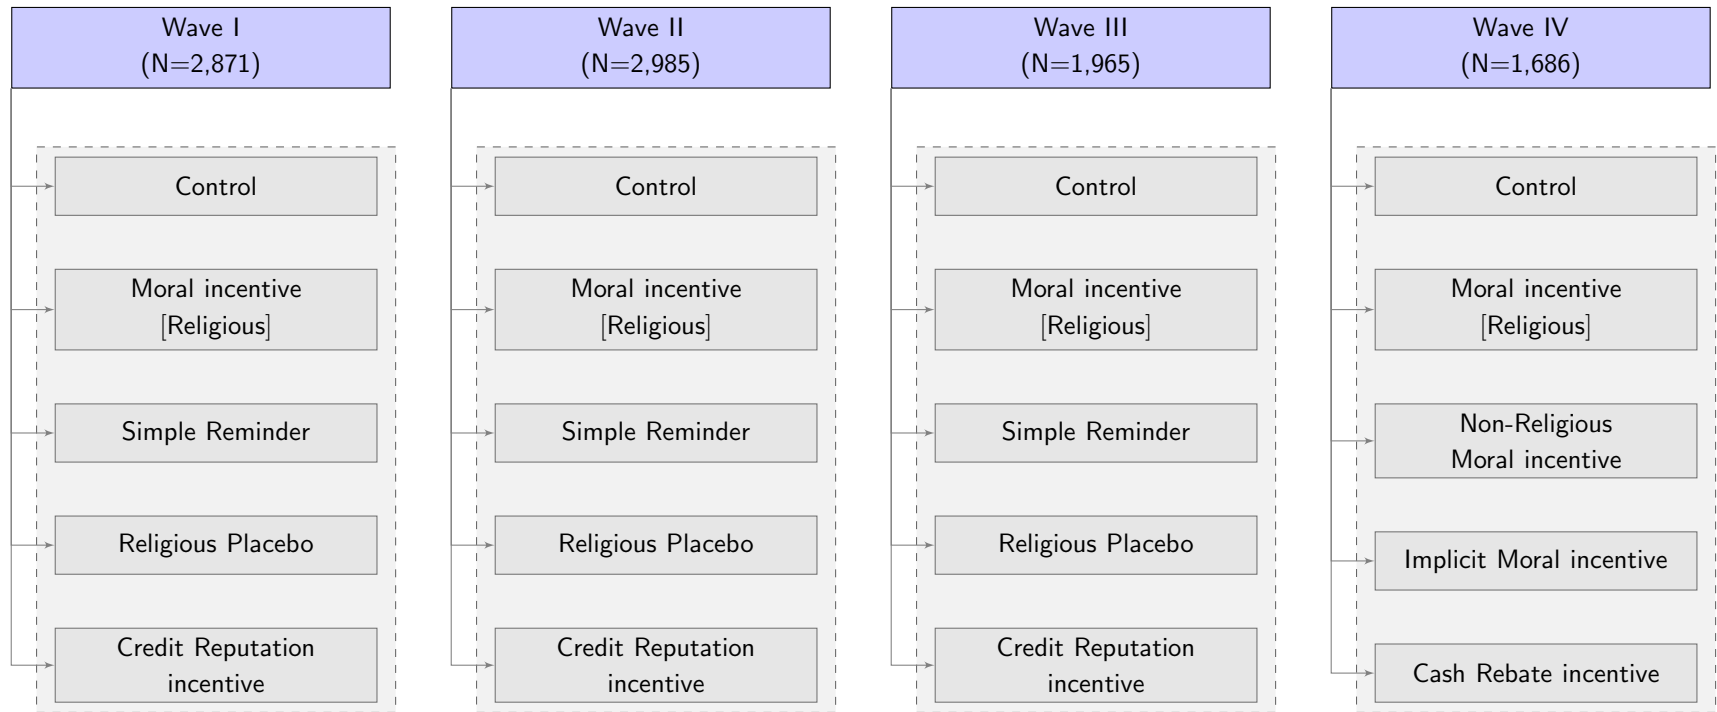 Wave I
(N=2,871)
Control
Moral incentive
[Religious]
Simple Reminder
Religious Placebo
Credit Reputation
incentive
Wave II
(N=2,985)
Control
Moral incentive
[Religious]
Simple Reminder
Religious Placebo
Credit Reputation
incentive
Wave III
(N=1,965)
Control
Moral incentive
[Religious]
Simple Reminder
Religious Placebo
Credit Reputation
incentive
Wave IV
(N=1,686)
Control
Moral incentive
[Religious]
Non-Religious
Moral incentive
Implicit Moral incentive
Cash Rebate incentive